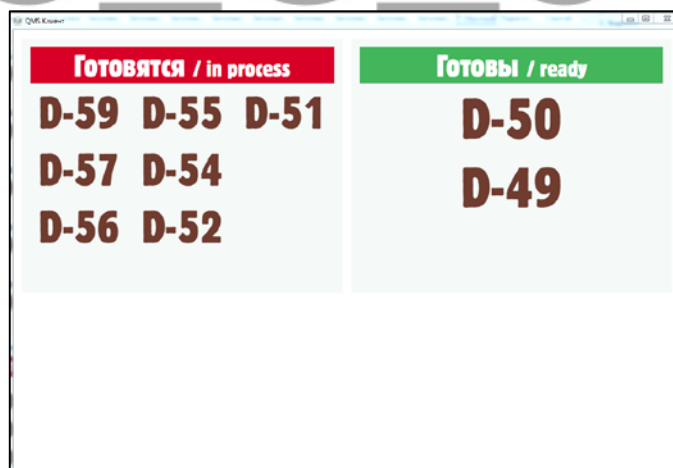 QMS Клиент
Готовятся / in process
D-59 D-55 D-51
D-57 D-54
D-56 D-52
Готовы / ready
D-50
D-49